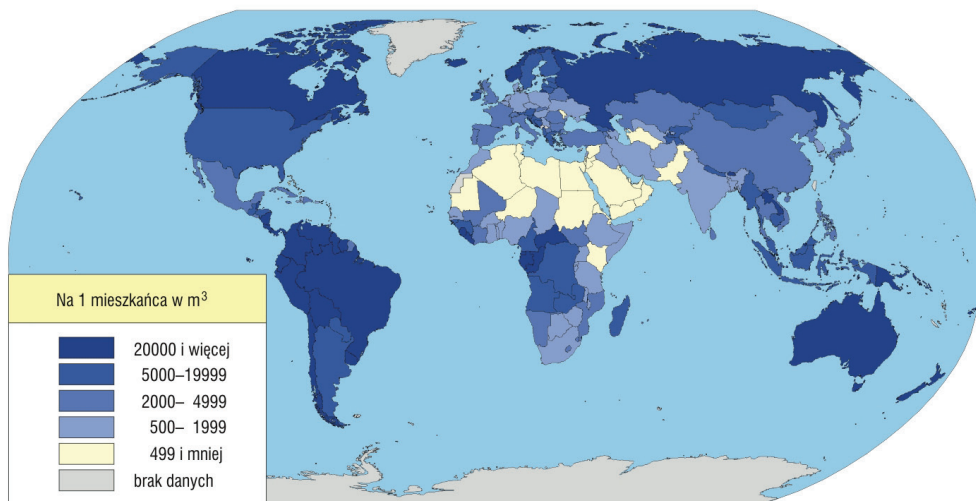 Na 1 mieszkańca w m³
20000 i więcej
5000–19999
2000– 4999
500– 1999
499 i mniej
brak danych